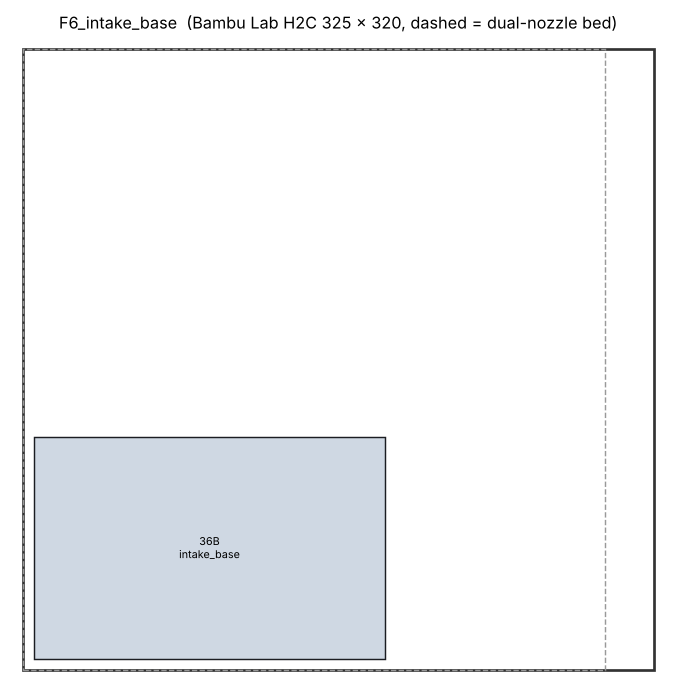 F6_intake_base (Bambu Lab H2C 325 × 320, dashed = dual-nozzle bed)
36B
intake_base